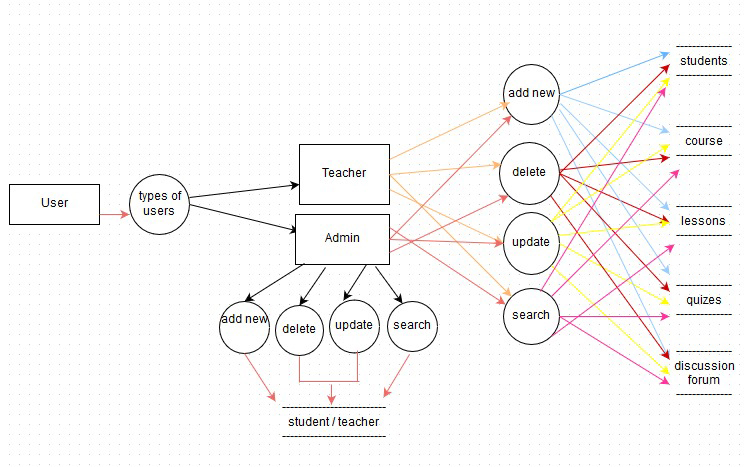 User
types of
users
Teacher
Admin
add new
delete
update
search
student / teacher
add new
delete
update
search
students
course
lessons
quizes
discussion
forum